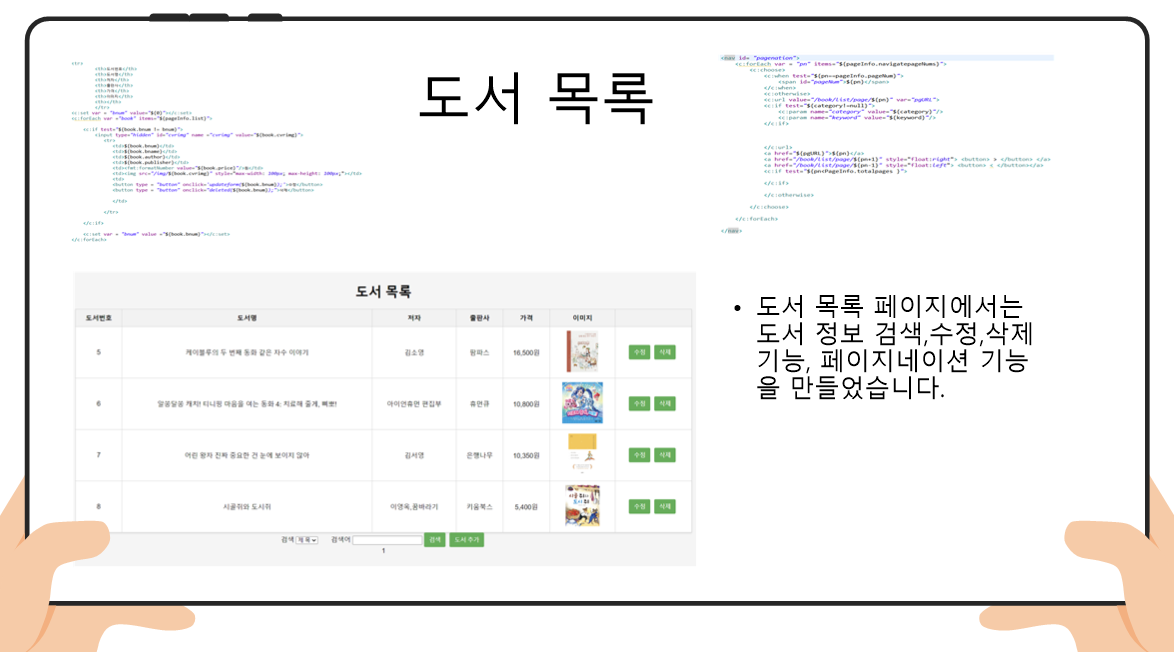 도서 목록
<tr>
<th>도서번호</th>
<th>도서명</th>
<th>저자</th>
<th>출판사</th>
<th>가격</th>
<th>이미지</th>
<th></th>
</tr>
<c:set var = "bnum" value="${0}"></c:set>
<c:forEach var ="book" items="${pageInfo.list}">
<c:if test="${book.bnum != bnum}">
<input type="hidden" id="cvrimg" name ="cvrimg" value="${book.cvrimg}">
<tr>
<td>${book.bnum}</td>
<td>${book.bname}</td>
<td>${book.author}</td>
<td>${book.publisher}</td>
<td><fmt:formatNumber value="${book.price}"/>원</td>
<td><img src="/img/${book.cvrimg}" style="max-width: 100px; max-height: 100px;"></td>
<td>
<button type = "button" onclick="updateform(${book.bnum});">수정</button>
<button type = "button" onclick="deleted(${book.bnum});">삭제</button>
</td>
</tr>
</c:if>
<c:set var = "bnum" value ="${book.bnum}"></c:set>
</c:forEach>
<nav id= "pagenation">
<c:forEach var = "pn" items="${pageInfo.navigatepageNums}">
<c:choose>
<c:when test="${pn==pageInfo.pageNum}">
<span id="pageNum">${pn}</span>
</c:when>
<c:otherwise>
<c:url value="/book/list/page/${pn}" var="pgURL">
<c:if test="${category!=null}">
<c:param name="category" value="${category}"/>
<c:param name="keyword" value="${keyword}"/>
</c:if>
</c:url>
<a href="${pgURL}">${pn}</a>
<a href="/book/list/page/${pn+1}" style="float:right"> <button> > </button> </a>
<a href="/book/list/page/${pn-1}" style="float:left"> <button> < </button></a>
<c:if test="${pn<PageInfo.totalpages }">
</c:if>
</c:otherwise>
</c:choose>
</c:forEach>
</nav>
도서 목록
도서번호 도서명 저자 출판사 가격 이미지
5 케이블루의 두 번째 동화 같은 자수 이야기 김소영 팜파스 16,500원 수정 삭제
6 알쏭달쏭 캐치! 티니핑 마음을 여는 동화 4: 치료해 줄게, 뽀뽀! 아이언휴먼 편집부 휴먼큐 10,800원 수정 삭제
7 어린 왕자 진짜 중요한 건 눈에 보이지 않아 김서영 은행나무 10,350원 수정 삭제
8 시골쥐와 도시쥐 이영옥,꿈바라기 키움북스 5,400원 수정 삭제
검색 제목 검색어 검색 도서 추가
1
• 도서 목록 페이지에서는
도서 정보 검색,수정,삭제
기능, 페이지네이션 기능
을 만들었습니다.